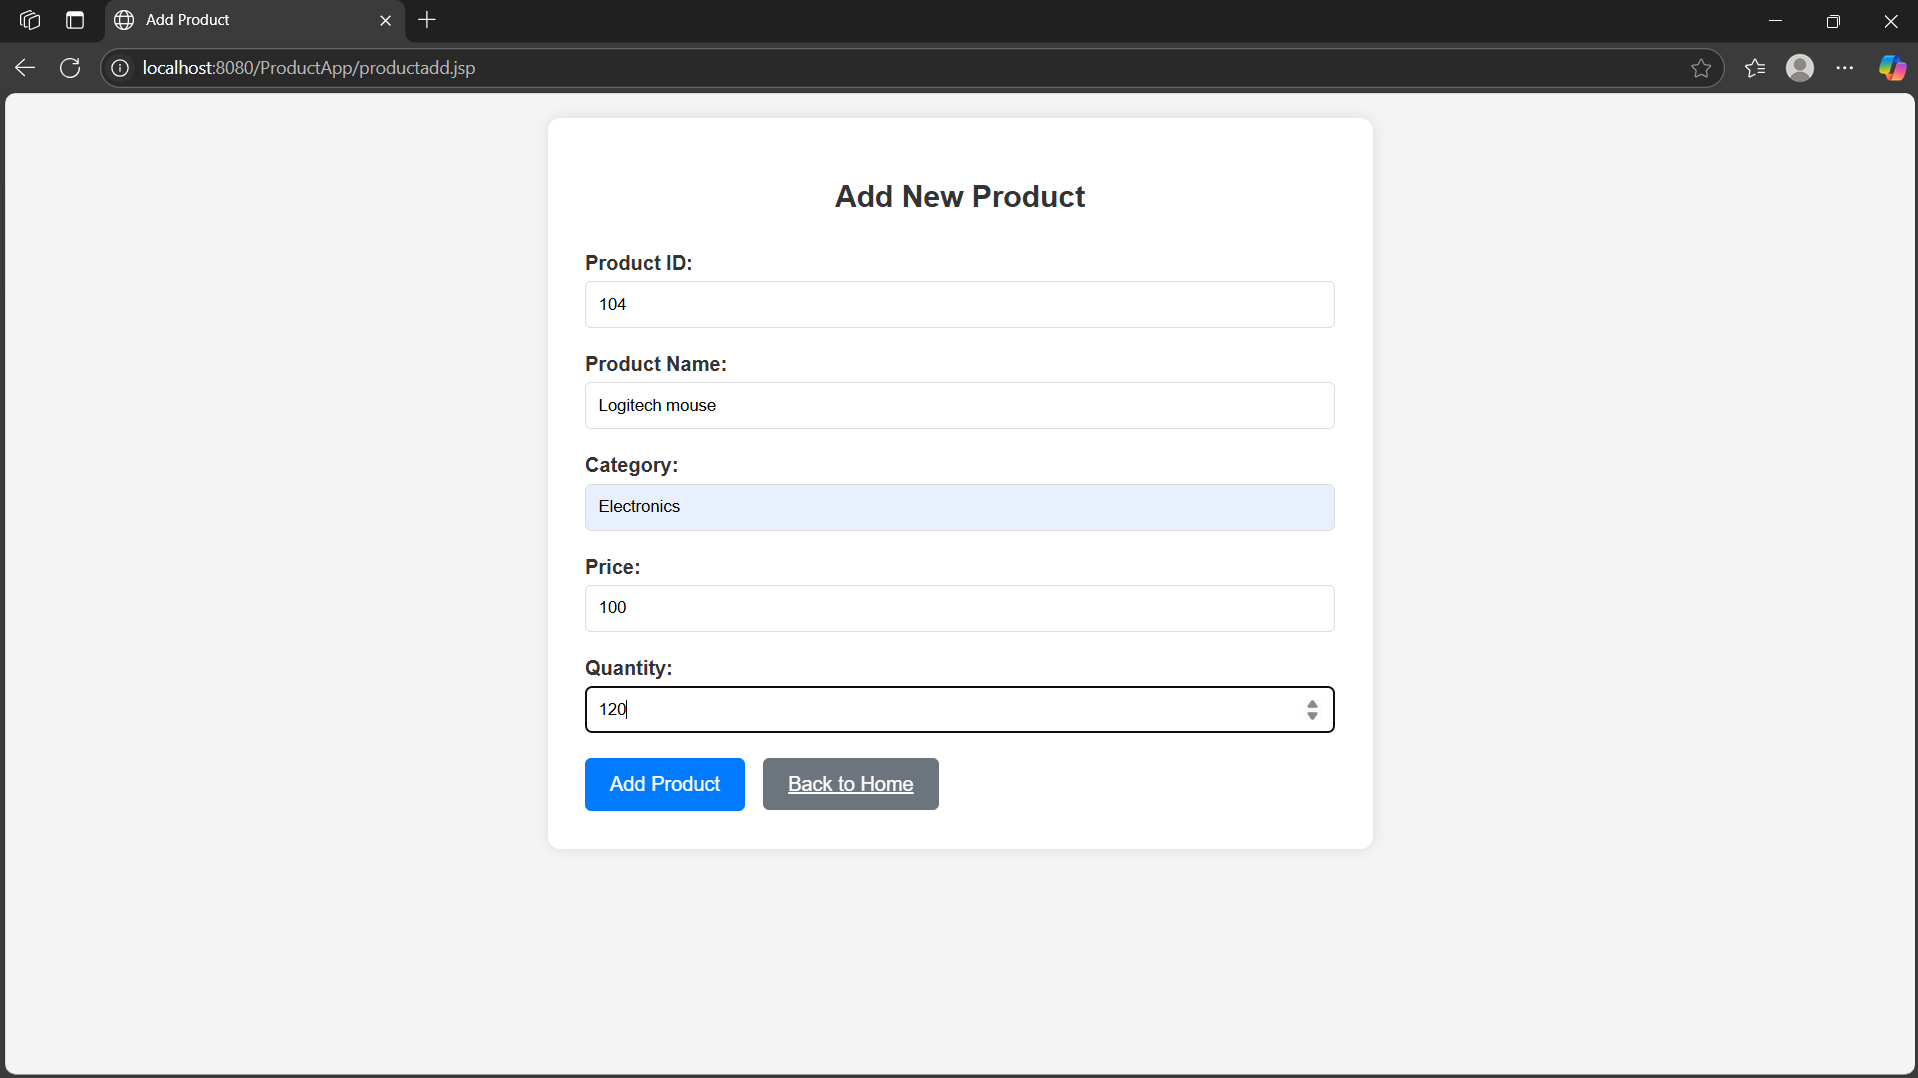 Add Product
localhost:8080/ProductApp/productadd.jsp
Add New Product
Product ID:
104
Product Name:
Logitech mouse
Category:
Electronics
Price:
100
Quantity:
120
Add Product Back to Home